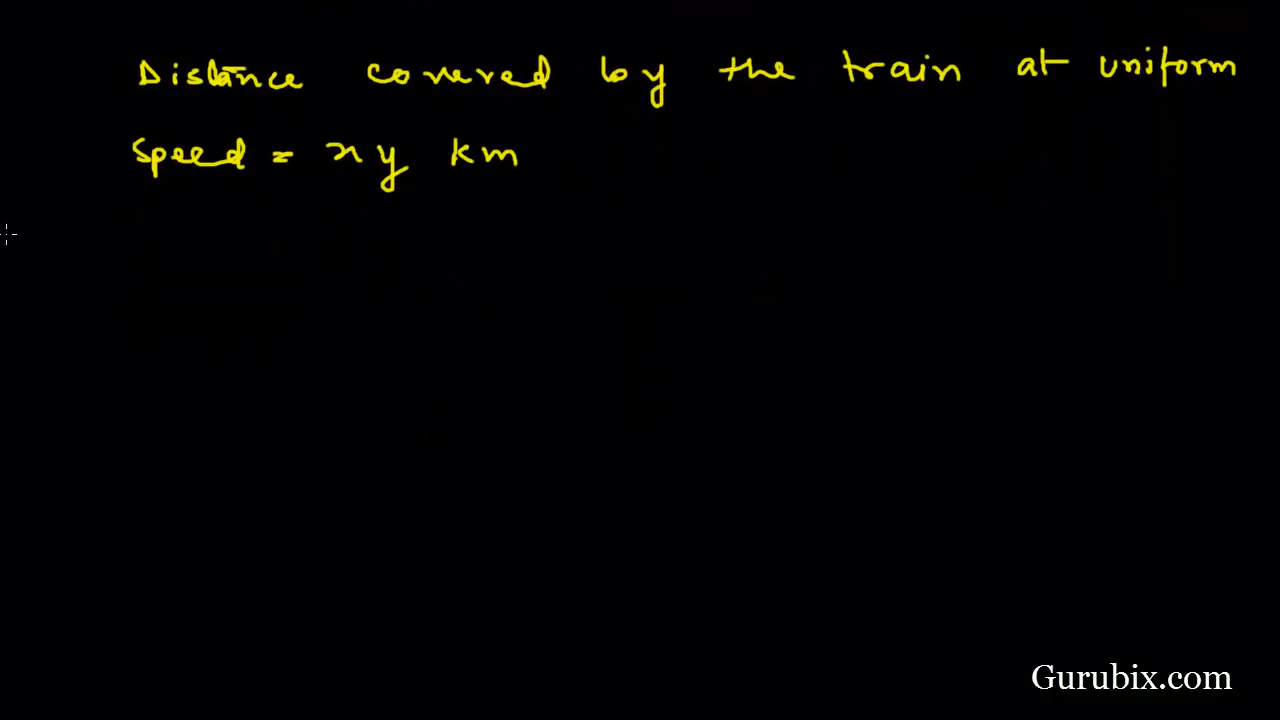 Distance covered by the train at uniform
speed = xy km
Gurubix.com